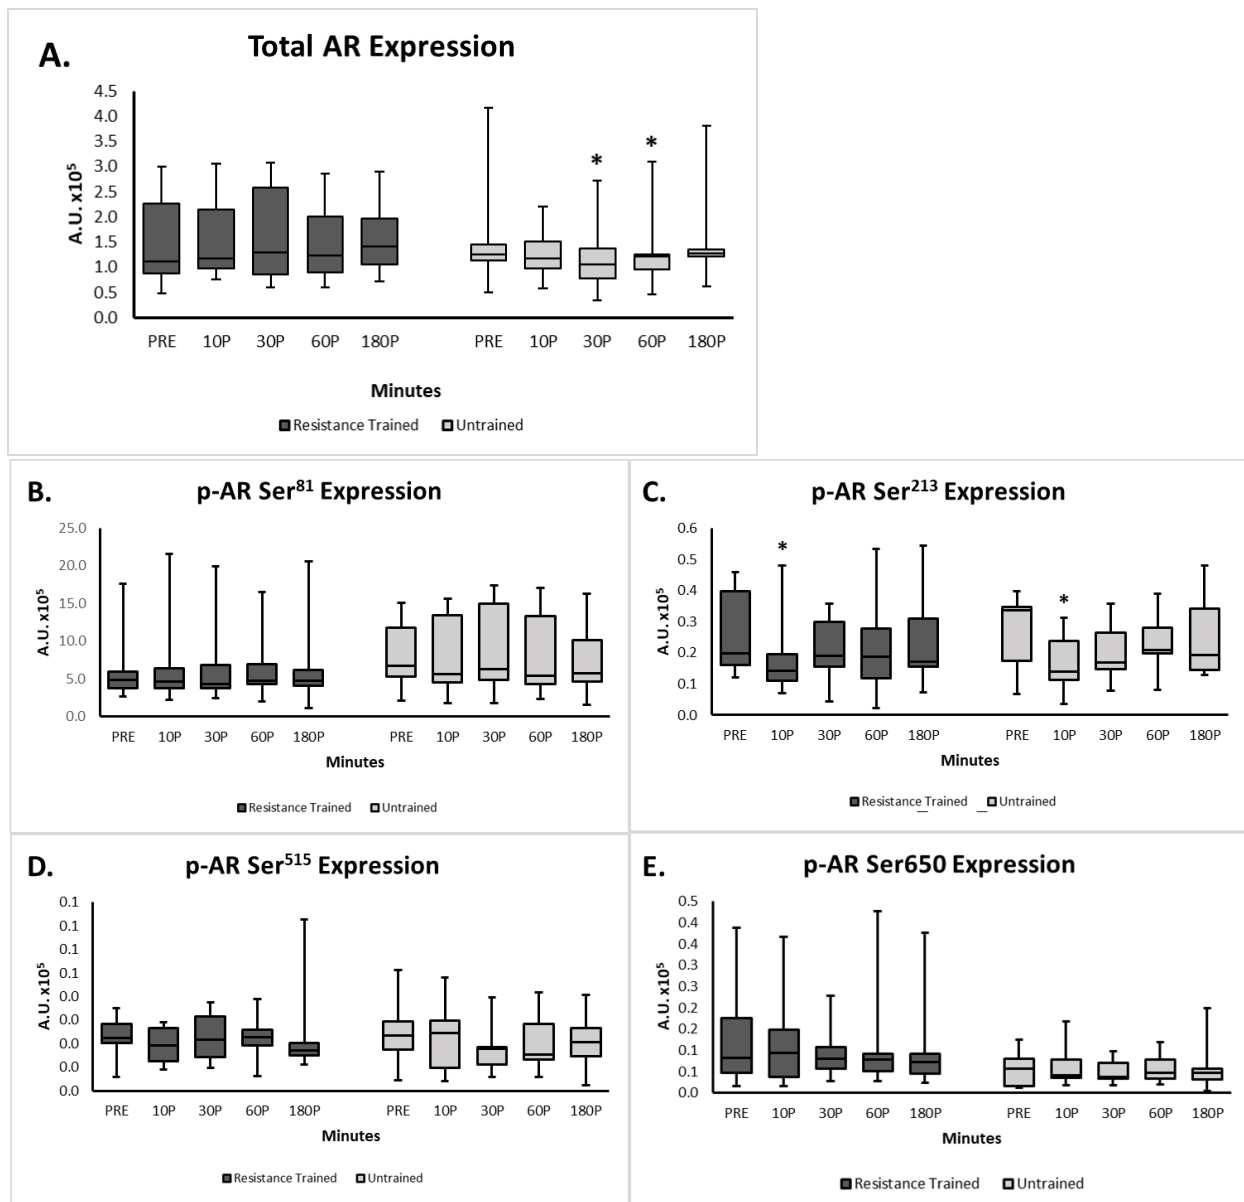 A.
Total AR Expression
A.U. x10⁵
4.5
4.0
3.5
3.0
2.5
2.0
1.5
1.0
0.5
0.0
*
*
PRE 10P 30P 60P 180P PRE 10P 30P 60P 180P
Minutes
Resistance Trained Untrained
B.
p-AR Ser⁸¹ Expression
A.U. x10⁵
25.0
20.0
15.0
10.0
5.0
0.0
PRE 10P 30P 60P 180P PRE 10P 30P 60P 180P
Minutes
Resistance Trained Untrained
C.
p-AR Ser²¹³ Expression
A.U. x10⁵
0.6
0.5
0.4
0.3
0.2
0.1
0.0
*
*
PRE 10P 30P 60P 180P PRE 10P 30P 60P 180P
Minutes
Resistance Trained Untrained
D.
p-AR Ser⁵¹⁵ Expression
A.U. x10⁵
0.1
0.1
0.1
0.1
0.0
0.0
0.0
0.0
0.0
PRE 10P 30P 60P 180P PRE 10P 30P 60P 180P
Minutes
Resistance Trained Untrained
E.
p-AR Ser650 Expression
A.U. x10⁵
0.5
0.4
0.4
0.3
0.3
0.2
0.2
0.1
0.1
0.0
PRE 10P 30P 60P 180P PRE 10P 30P 60P 180P
Minutes
Resistance Trained Untrained